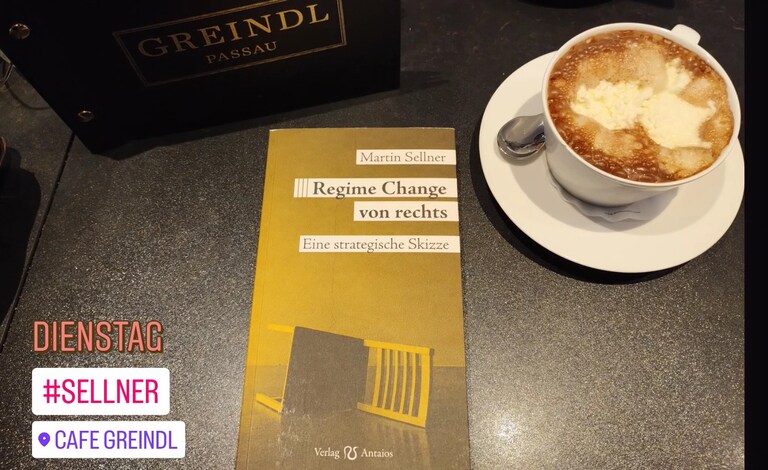 GREINDL
PASSAU
Martin Sellner
Regime Change
von rechts
Eine strategische Skizze
Verlag Antaios
DIENSTAG
#SELLNER
CAFE GREINDL